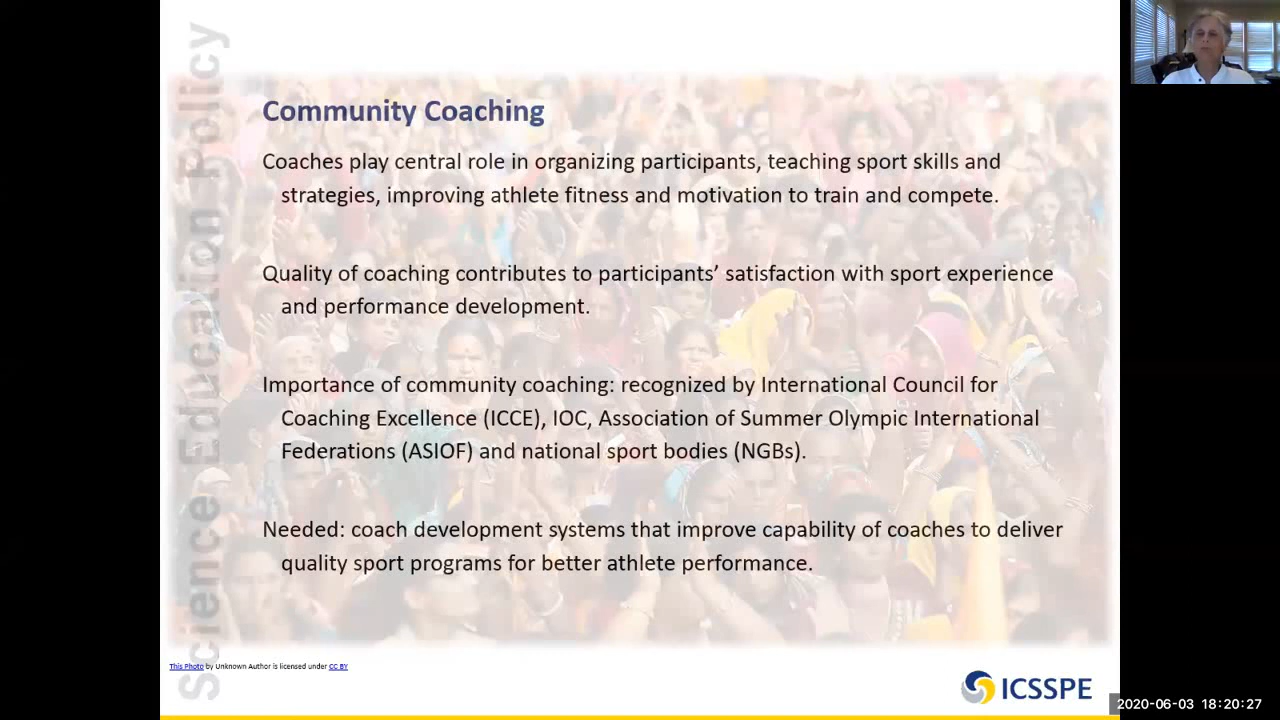 Science Education Policy
Community Coaching
Coaches play central role in organizing participants, teaching sport skills and
strategies, improving athlete fitness and motivation to train and compete.
Quality of coaching contributes to participants’ satisfaction with sport experience
and performance development.
Importance of community coaching: recognized by International Council for
Coaching Excellence (ICCE), IOC, Association of Summer Olympic International
Federations (ASIOF) and national sport bodies (NGBs).
Needed: coach development systems that improve capability of coaches to deliver
quality sport programs for better athlete performance.
This Photo by Unknown Author is licensed under CC BY
ICSSPE
2020-06-03 18:20:27